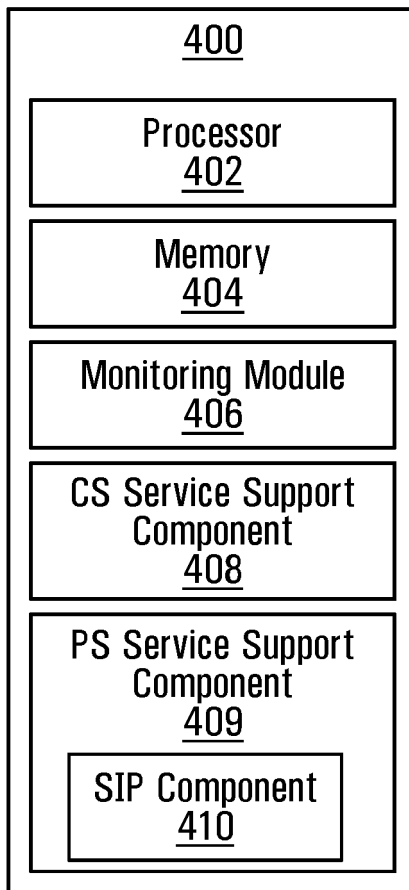 400
Processor
402
Memory
404
Monitoring Module
406
CS Service Support
Component
408
PS Service Support
Component
409
SIP Component
410